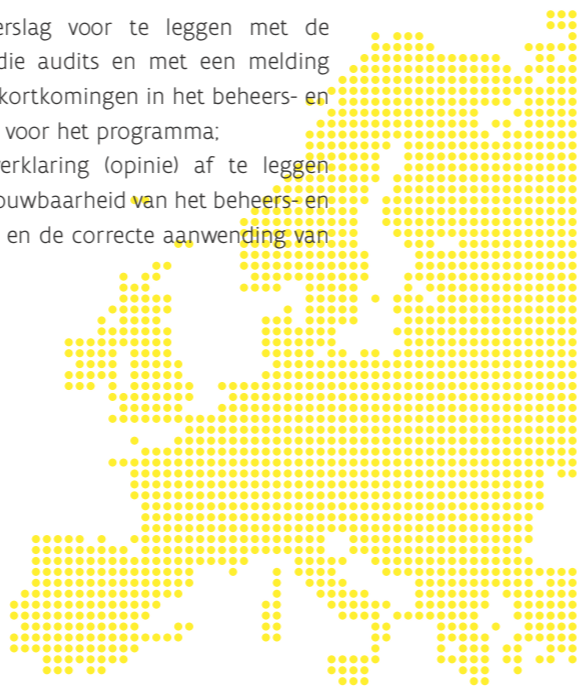 erslag voor te leggen met de
die audits en met een melding
kortkomingen in het beheers- en
voor het programma;
erklaring (opinie) af te leggen
ouwbaarheid van het beheers- en
en de correcte aanwending van